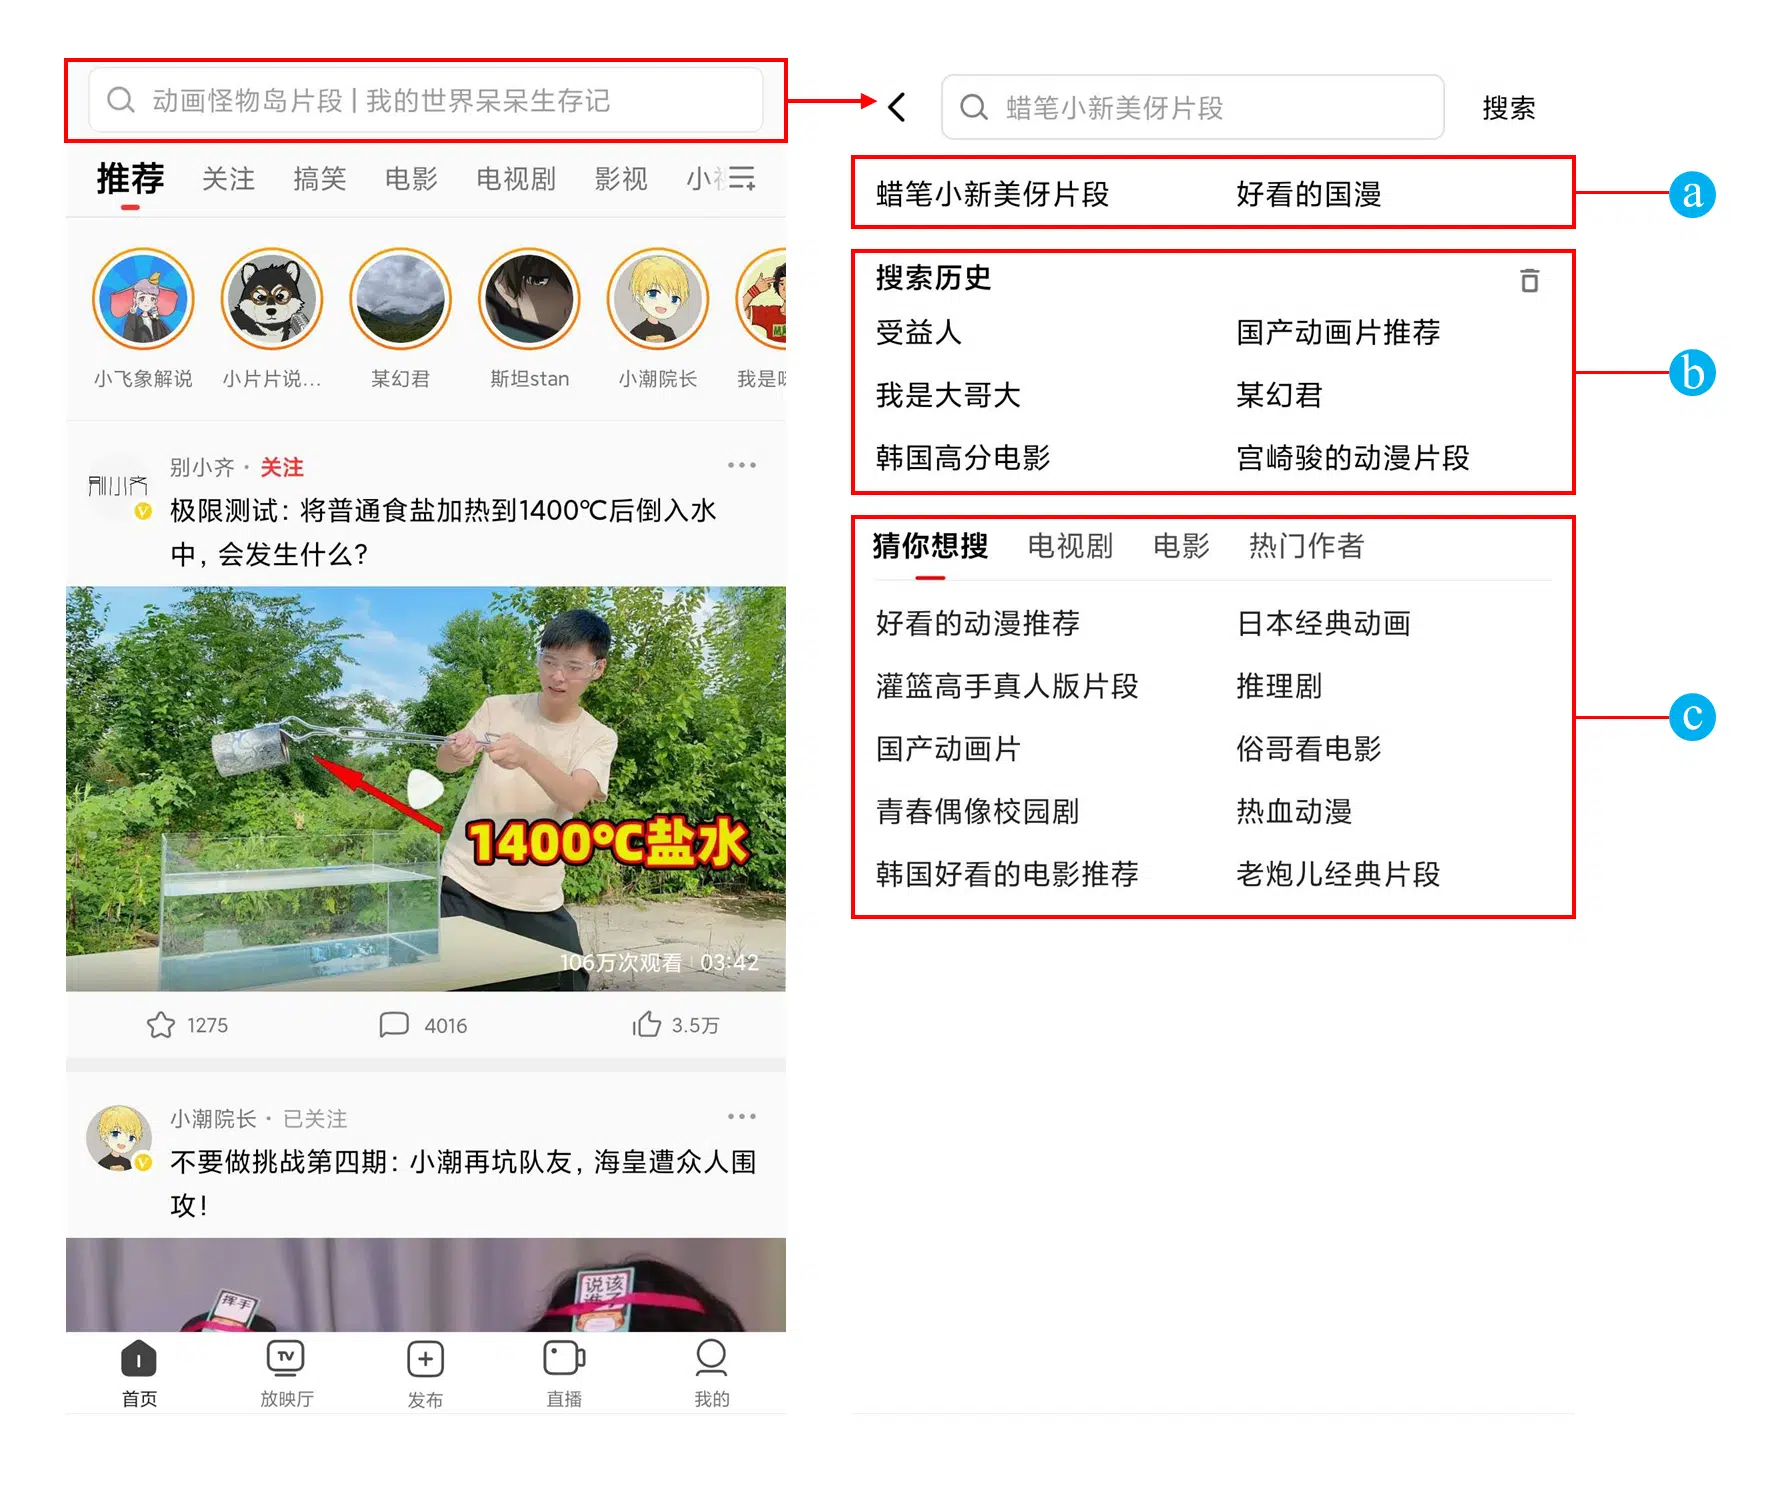 动画怪物岛片段 | 我的世界呆呆生存记
推荐 关注 搞笑 电影 电视剧 影视 小
小飞象解说 小片片说... 某幻君 斯坦stan 小潮院长 我是
别小齐 · 关注
别小齐
极限测试：将普通食盐加热到1400℃后倒入水
中，会发生什么？
1400℃盐水
106万次观看 | 03:42
1275 4016 3.5万
小潮院长 · 已关注
不要做挑战第四期：小潮再坑队友，海皇遭众人围
攻！
挥手
说该
首页 放映厅 发布 直播 我的
TV
蜡笔小新美伢片段 搜索
蜡笔小新美伢片段 好看的国漫
a
搜索历史
受益人 国产动画片推荐
我是大哥大 某幻君
韩国高分电影 宫崎骏的动漫片段
b
猜你想搜 电视剧 电影 热门作者
好看的动漫推荐 日本经典动画
灌篮高手真人版片段 推理剧
国产动画片 俗哥看电影
青春偶像校园剧 热血动漫
韩国好看的电影推荐 老炮儿经典片段
c